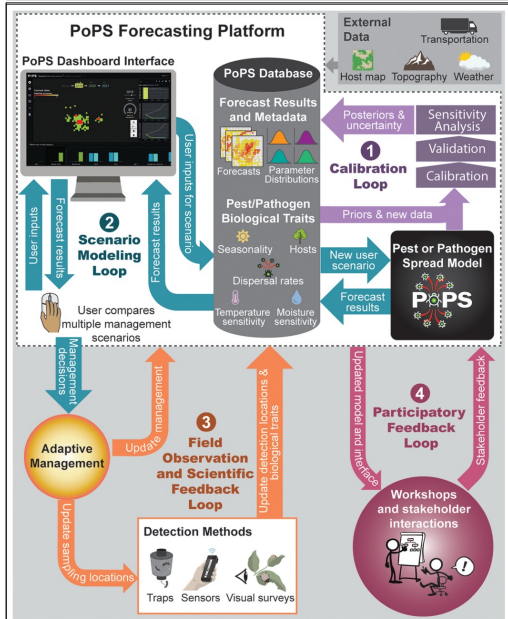 PoPS Forecasting Platform
External
Data
Transportation
Host map
Topography
Weather
PoPS Dashboard Interface
PoPS
PoPS Database
Forecast Results
and Metadata
Forecasts
Parameter
Distributions
Pest/Pathogen
Biological Traits
Seasonality
Hosts
Dispersal rates
Temperature
sensitivity
Moisture
sensitivity
Posteriors &
uncertainty
Sensitivity
Analysis
Validation
Calibration
1
Calibration
Loop
Priors & new data
User inputs for scenario
User inputs
Forecast results
2
Scenario
Modeling
Loop
Forecast results
New user
scenario
Forecast
results
Pest or Pathogen
Spread Model
PoPS
User compares
multiple management
scenarios
Management
decisions
Adaptive
Management
Update management
3
Field
Observation
and Scientific
Feedback
Loop
Update detection locations &
biological traits
Update sampling locations
Detection Methods
Traps
Sensors
Visual surveys
Updated model and
interface
4
Participatory
Feedback
Loop
Stakeholder feedback
Workshops
and stakeholder
interactions
!